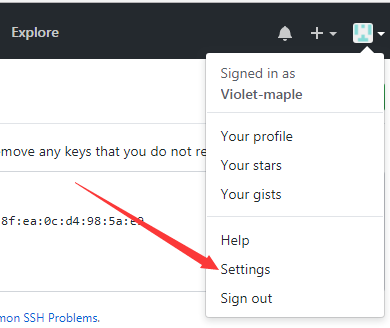 Explore
Signed in as
Violet-maple
Your profile
move any keys that you do not re
Your stars
Your gists
8f:ea:0c:d4:98:5a:e9
Help
Settings
Sign out
mon SSH Problems.